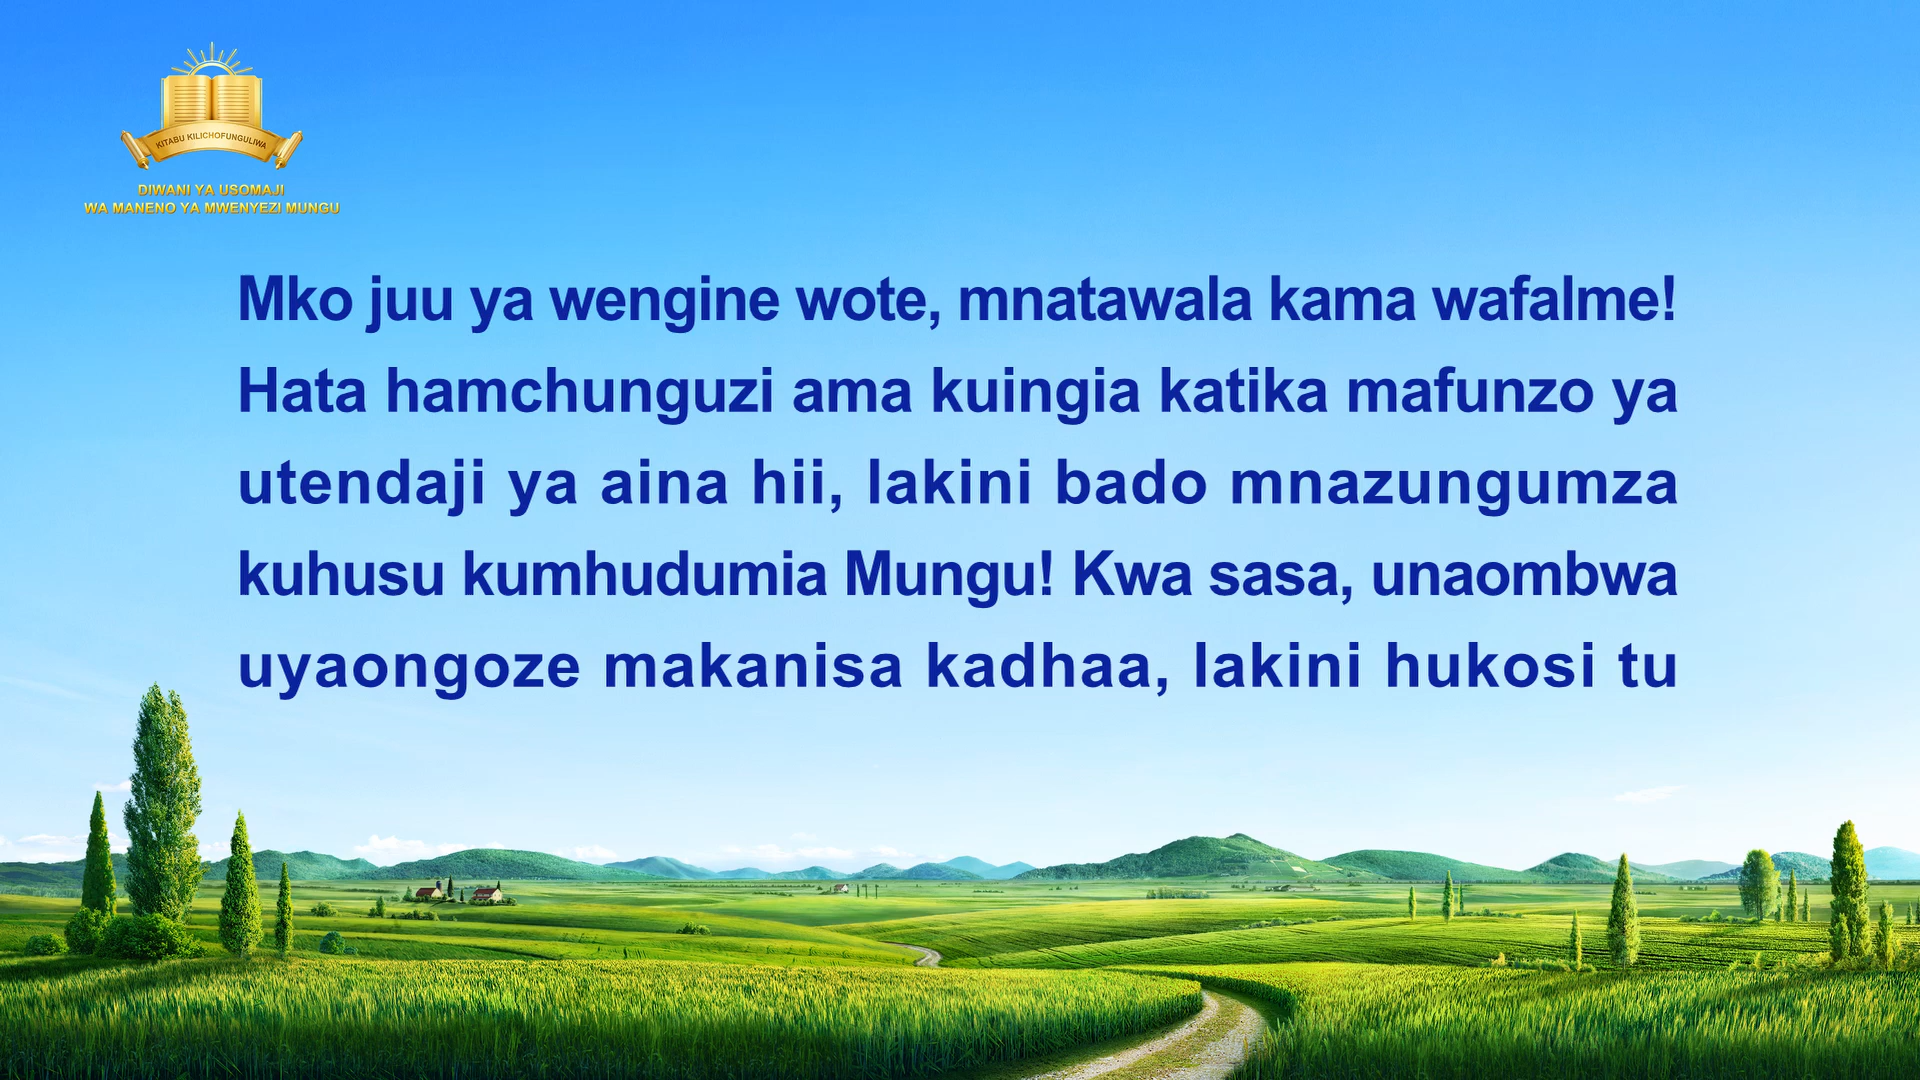 KITABU KILICHOFUNGULIWA
DIWANI YA USOMAJI
WA MANENO YA MWENYEZI MUNGU
Mko juu ya wengine wote, mnatawala kama wafalme!
Hata hamchunguzi ama kuingia katika mafunzo ya
utendaji ya aina hii, lakini bado mnazungumza
kuhusu kumhudumia Mungu! Kwa sasa, unaombwa
uyaongoze makanisa kadhaa, lakini hukosi tu